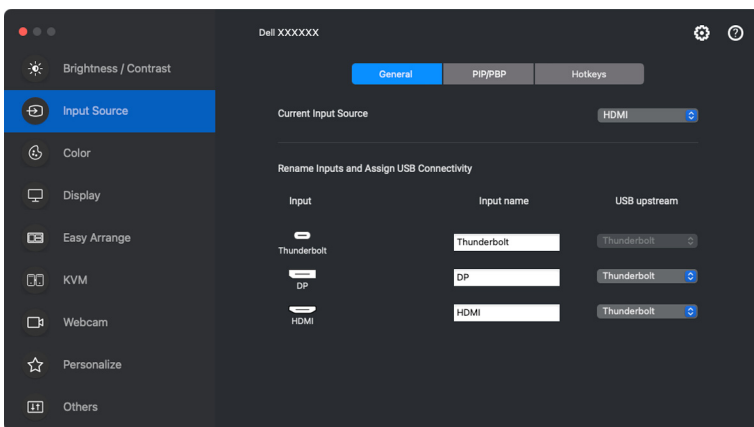 Dell XXXXXX
Brightness / Contrast
Input Source
Color
Display
Easy Arrange
KVM
Webcam
Personalize
Others
General PIP/PBP Hotkeys
Current Input Source HDMI
Rename Inputs and Assign USB Connectivity
Input Input name USB upstream
Thunderbolt Thunderbolt Thunderbolt
DP DP Thunderbolt
HDMI HDMI Thunderbolt